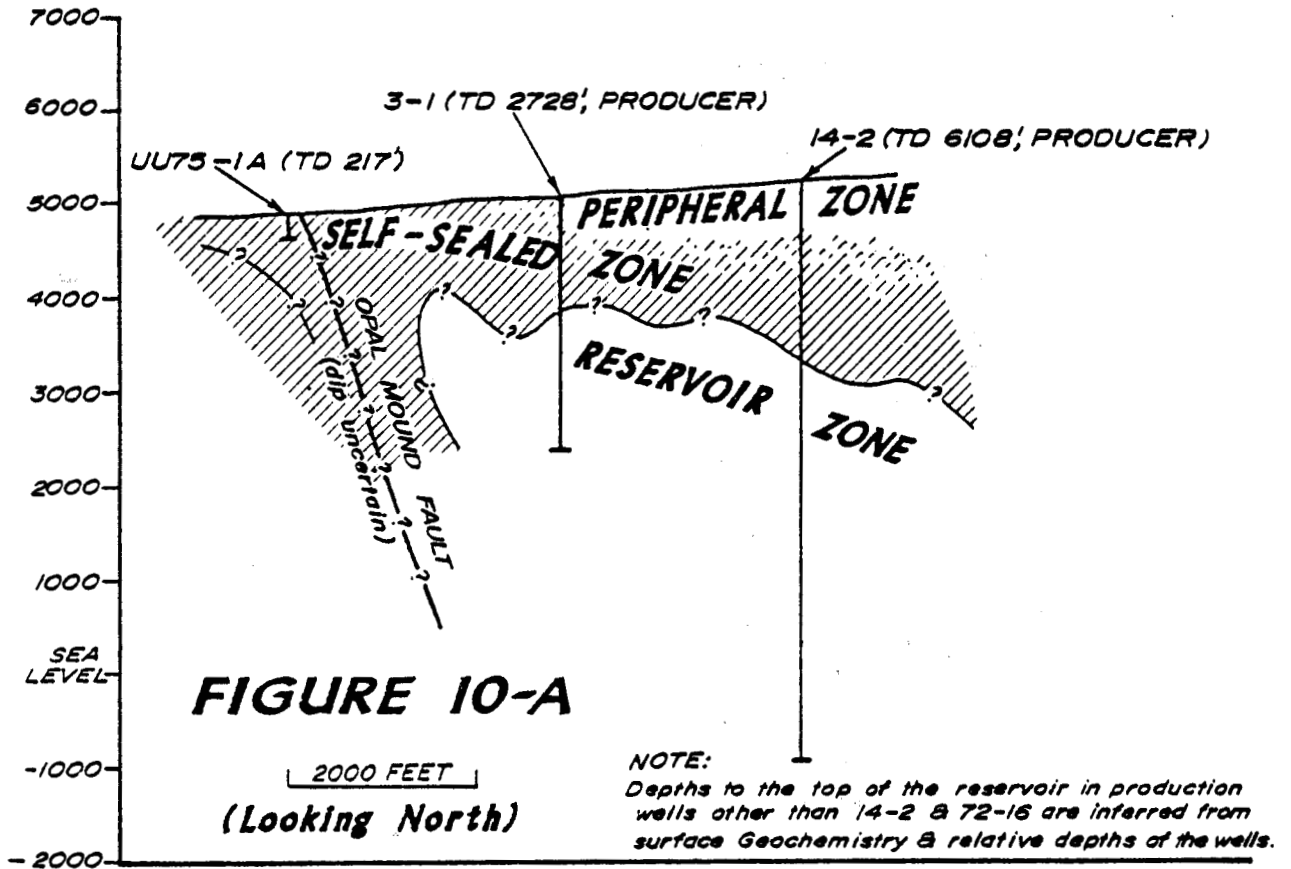 7000
6000
5000
4000
3000
2000
1000
SEA
LEVEL
-1000
-2000
3-1 (TD 2728', PRODUCER)
14-2 (TD 6108', PRODUCER)
UU75-1A (TD 217')
PERIPHERAL ZONE
SELF-SEALED ZONE
RESERVOIR ZONE
OPAL MOUND FAULT
(dip uncertain)
? ? ? ? ? ? ? ?
? ?
? ? ? ? ? ?
FIGURE 10-A
2000 FEET
(Looking North)
NOTE:
Depths to the top of the reservoir in production
wells other than 14-2 & 72-16 are inferred from
surface Geochemistry & relative depths of the wells.